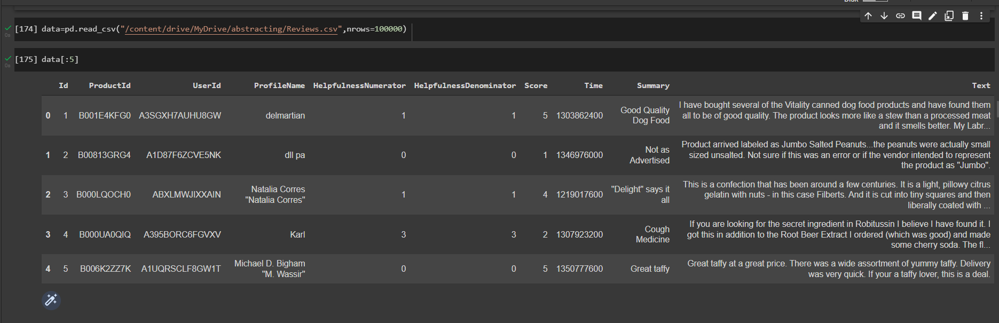 Disk
[174] data=pd.read_csv("/content/drive/MyDrive/abstracting/Reviews.csv",nrows=100000)
0s
[175] data[:5]
0s
Id ProductId UserId ProfileName HelpfulnessNumerator HelpfulnessDenominator Score Time Summary Text
0 1 B001E4KFG0 A3SGXH7AUHU8GW delmartian 1 1 5 1303862400 Good Quality Dog Food I have bought several of the Vitality canned dog food products and have found them
all to be of good quality. The product looks more like a stew than a processed meat
and it smells better. My Labr...
1 2 B00813GRG4 A1D87F6ZCVE5NK dll pa 0 0 1 1346976000 Not as Advertised Product arrived labeled as Jumbo Salted Peanuts...the peanuts were actually small
sized unsalted. Not sure if this was an error or if the vendor intended to represent
the product as "Jumbo".
2 3 B000LQOCH0 ABXLMWJIXXAIN Natalia Corres "Natalia Corres" 1 1 4 1219017600 "Delight" says it all This is a confection that has been around a few centuries. It is a light, pillowy citrus
gelatin with nuts - in this case Filberts. And it is cut into tiny squares and then
liberally coated with ...
3 4 B000UA0QIQ A395BORC6FGVXV Karl 3 3 2 1307923200 Cough Medicine If you are looking for the secret ingredient in Robitussin I believe I have found it. I
got this in addition to the Root Beer Extract I ordered (which was good) and made
some cherry soda. The fl...
4 5 B006K2ZZ7K A1UQRSCLF8GW1T Michael D. Bigham "M. Wassir" 0 0 5 1350777600 Great taffy Great taffy at a great price. There was a wide assortment of yummy taffy. Delivery
was very quick. If your a taffy lover, this is a deal.